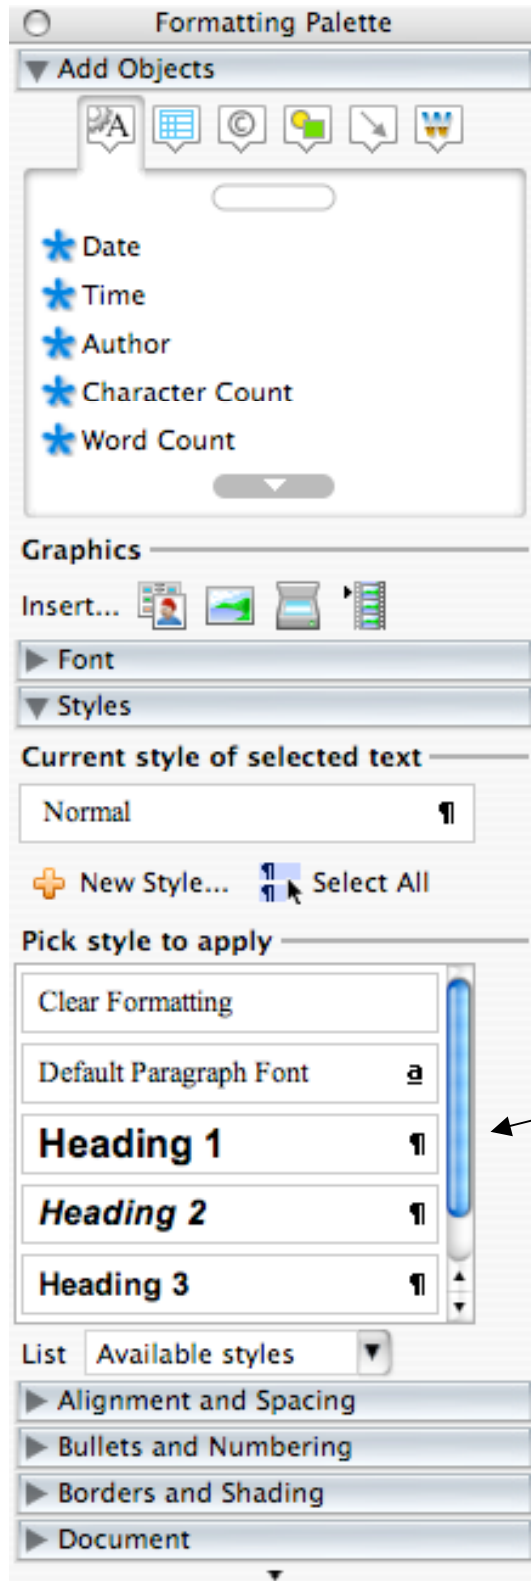 Formatting Palette
Add Objects
A © W
Date
Time
Author
Character Count
Word Count
Graphics
Insert...
Font
Styles
Current style of selected text
Normal ¶
New Style... ¶ ¶ Select All
Pick style to apply
Clear Formatting
Default Paragraph Font a
Heading 1 ¶
Heading 2 ¶
Heading 3 ¶
List Available styles
Alignment and Spacing
Bullets and Numbering
Borders and Shading
Document